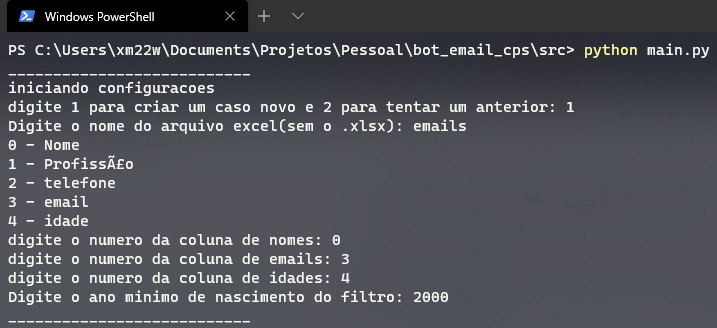 Windows PowerShell
PS C:\Users\xm22w\Documents\Projetos\Pessoal\bot_email_cps\src> python main.py
___________________________
iniciando configuracoes
digite 1 para criar um caso novo e 2 para tentar um anterior: 1
Digite o nome do arquivo excel(sem o .xlsx): emails
0 - Nome
1 - ProfissÃ£o
2 - telefone
3 - email
4 - idade
digite o numero da coluna de nomes: 0
digite o numero da coluna de emails: 3
digite o numero da coluna de idades: 4
Digite o ano minimo de nascimento do filtro: 2000
___________________________